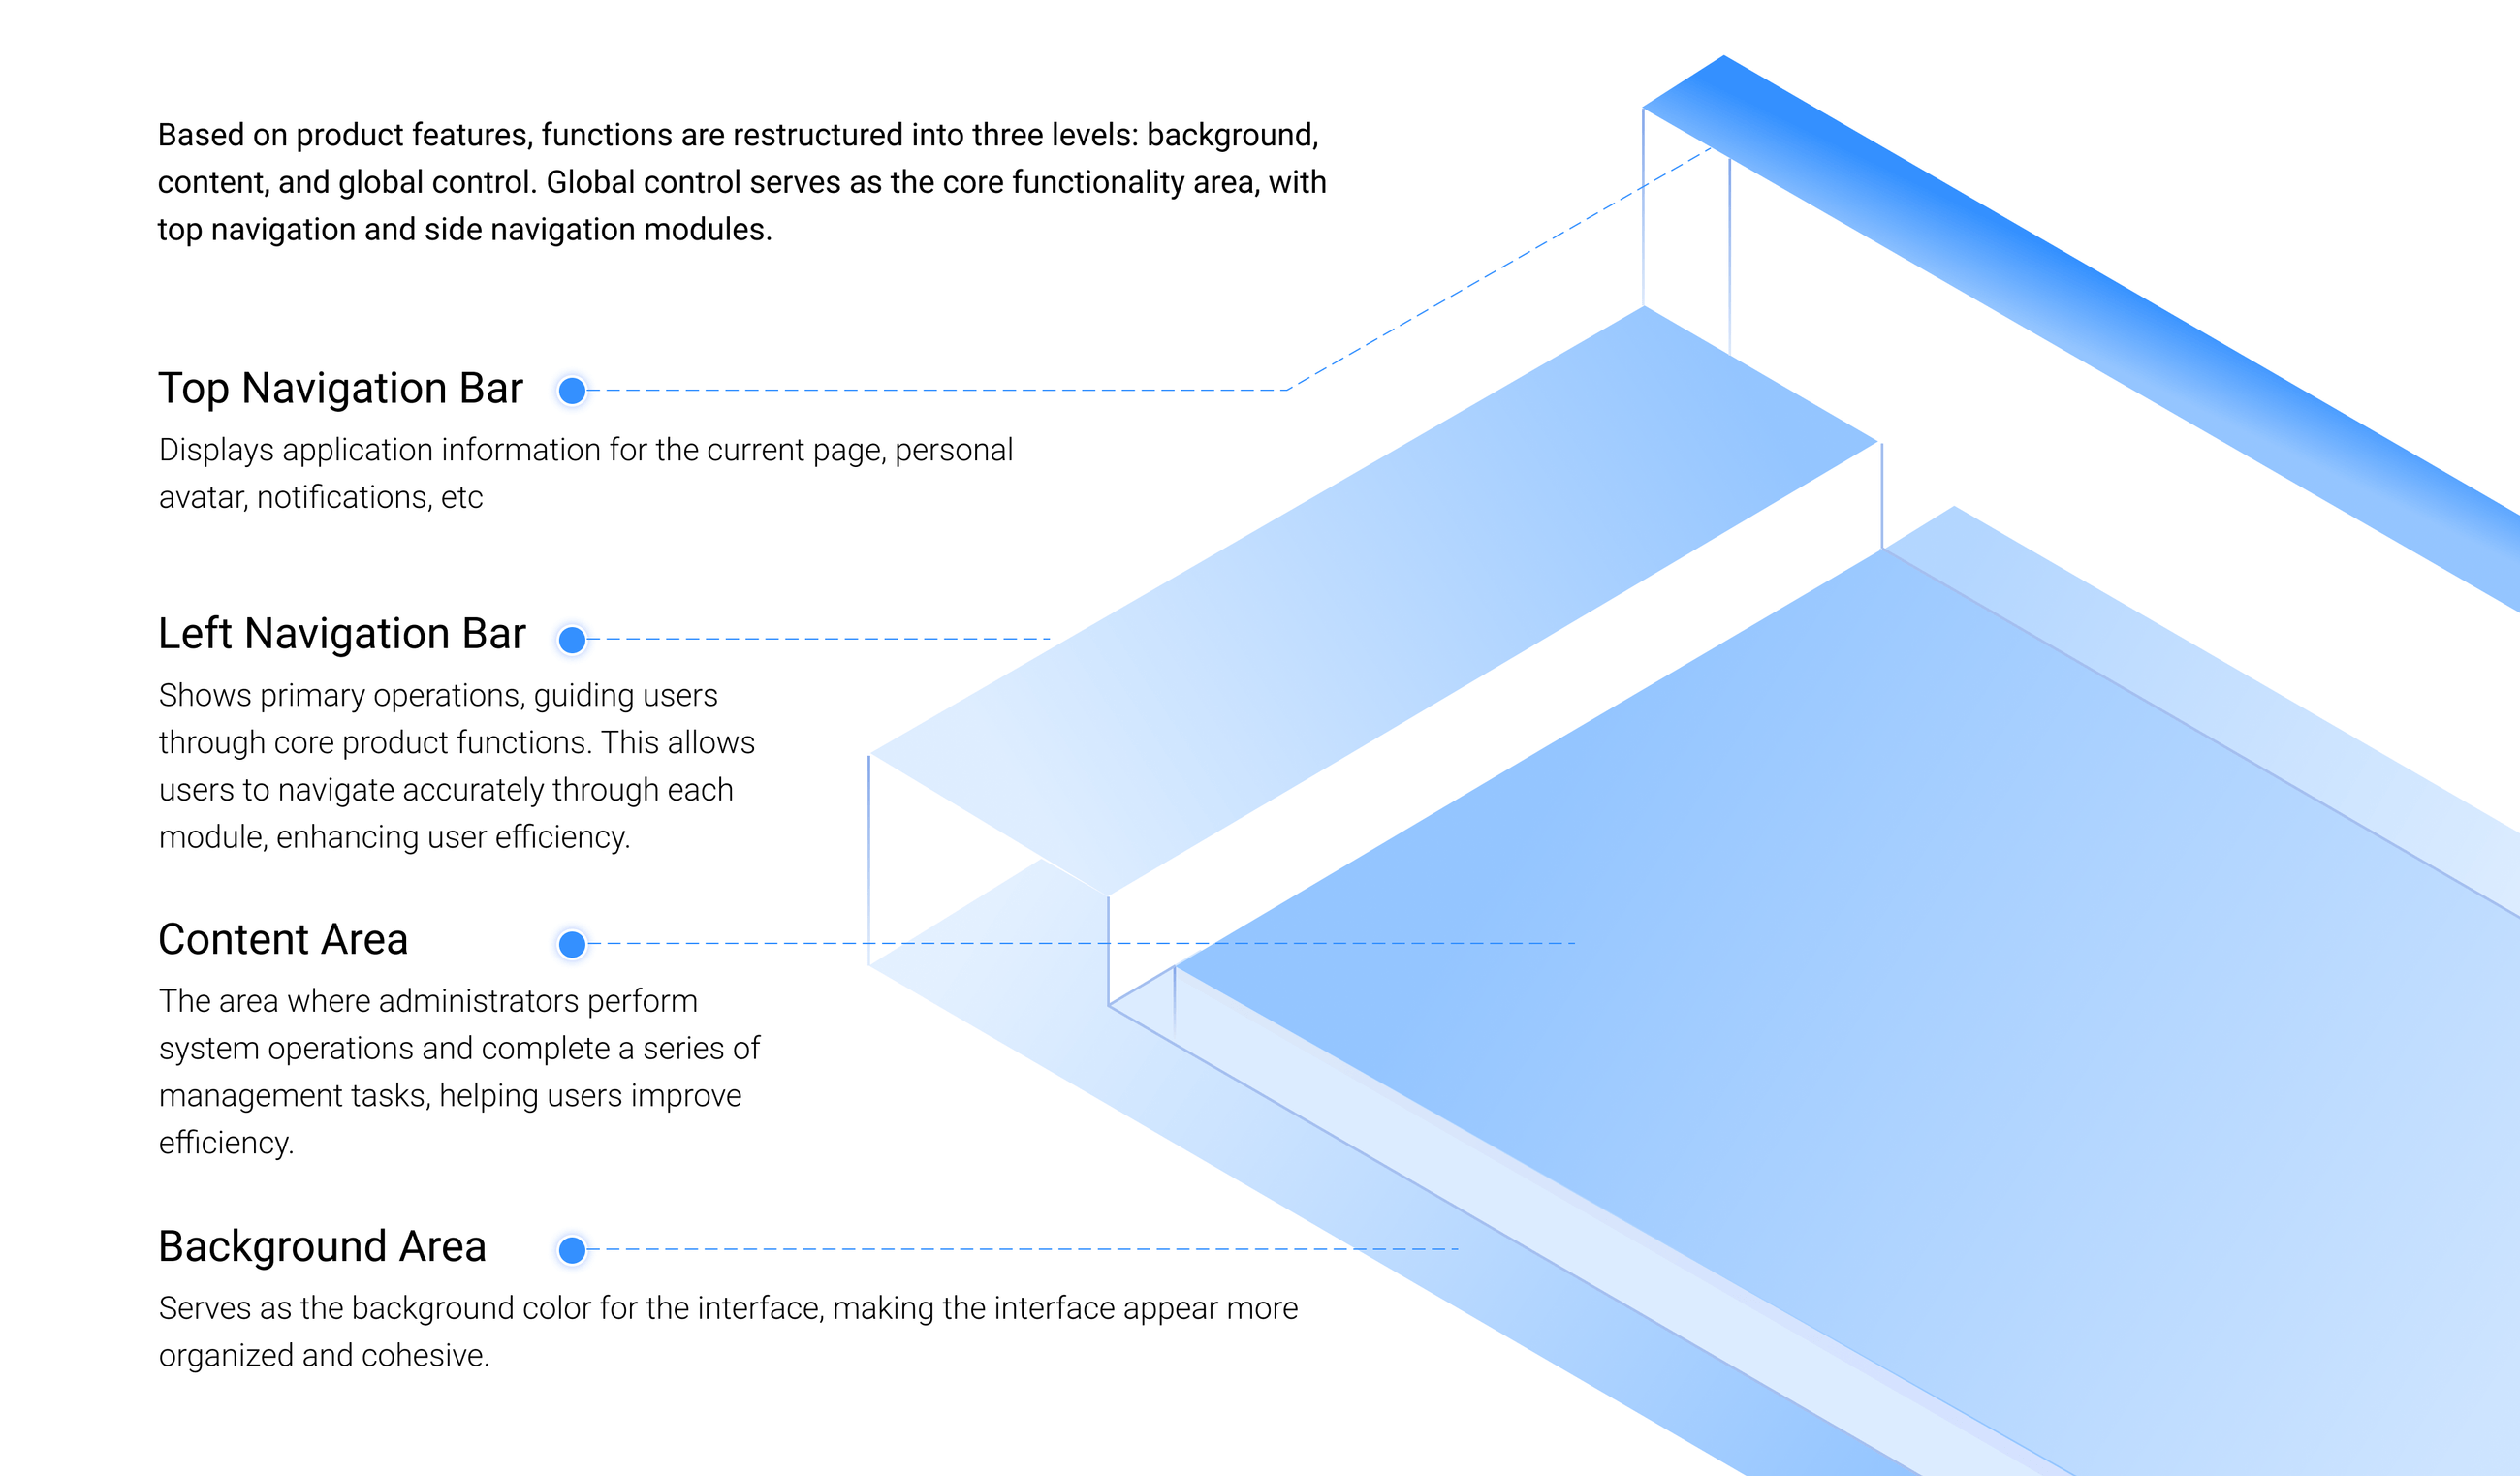 Based on product features, functions are restructured into three levels: background,
content, and global control. Global control serves as the core functionality area, with
top navigation and side navigation modules.
Top Navigation Bar
Displays application information for the current page, personal
avatar, notifications, etc
Left Navigation Bar
Shows primary operations, guiding users
through core product functions. This allows
users to navigate accurately through each
module, enhancing user efficiency.
Content Area
The area where administrators perform
system operations and complete a series of
management tasks, helping users improve
efficiency.
Background Area
Serves as the background color for the interface, making the interface appear more
organized and cohesive.